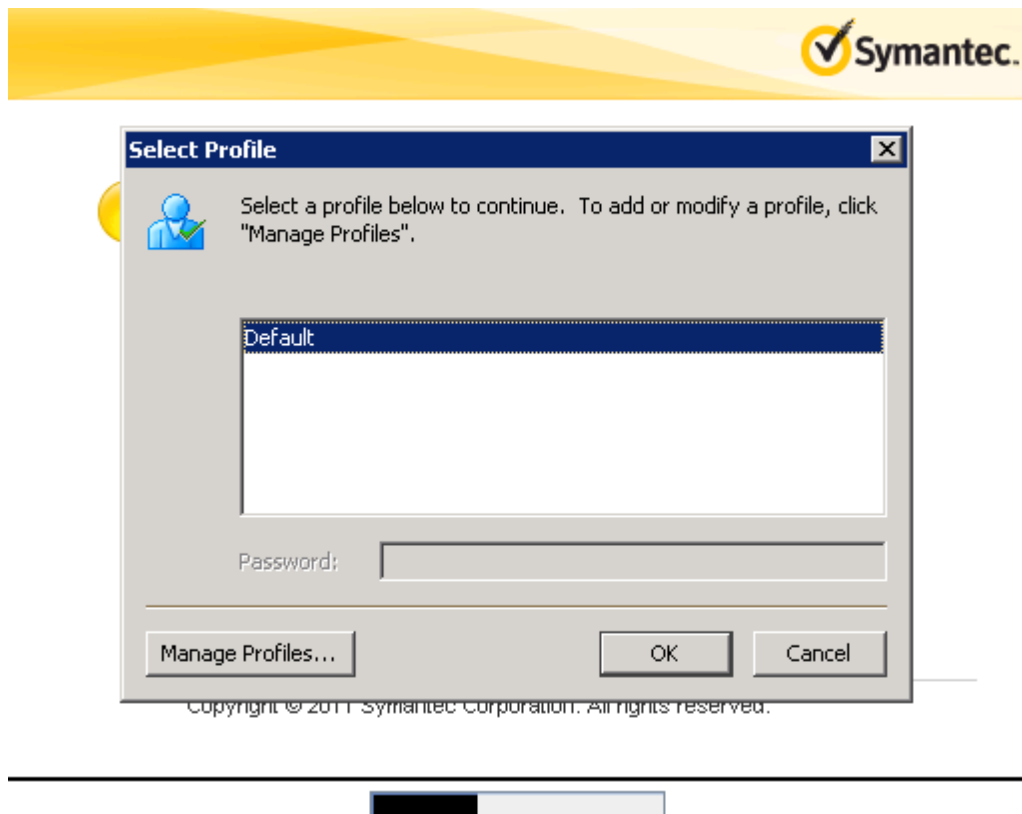 Symantec.
Select Profile
Select a profile below to continue. To add or modify a profile, click
"Manage Profiles".
Default
Password:
Manage Profiles...
OK
Cancel
Copyright © 2011 Symantec Corporation. All rights reserved.